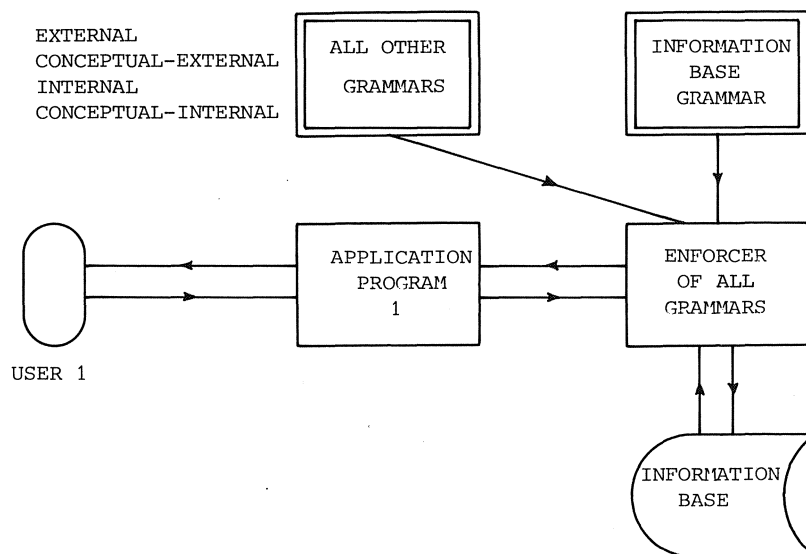 EXTERNAL
CONCEPTUAL-EXTERNAL
INTERNAL
CONCEPTUAL-INTERNAL
ALL OTHER
GRAMMARS
INFORMATION
BASE
GRAMMAR
APPLICATION
PROGRAM
1
ENFORCER
OF ALL
GRAMMARS
USER 1
INFORMATION
BASE